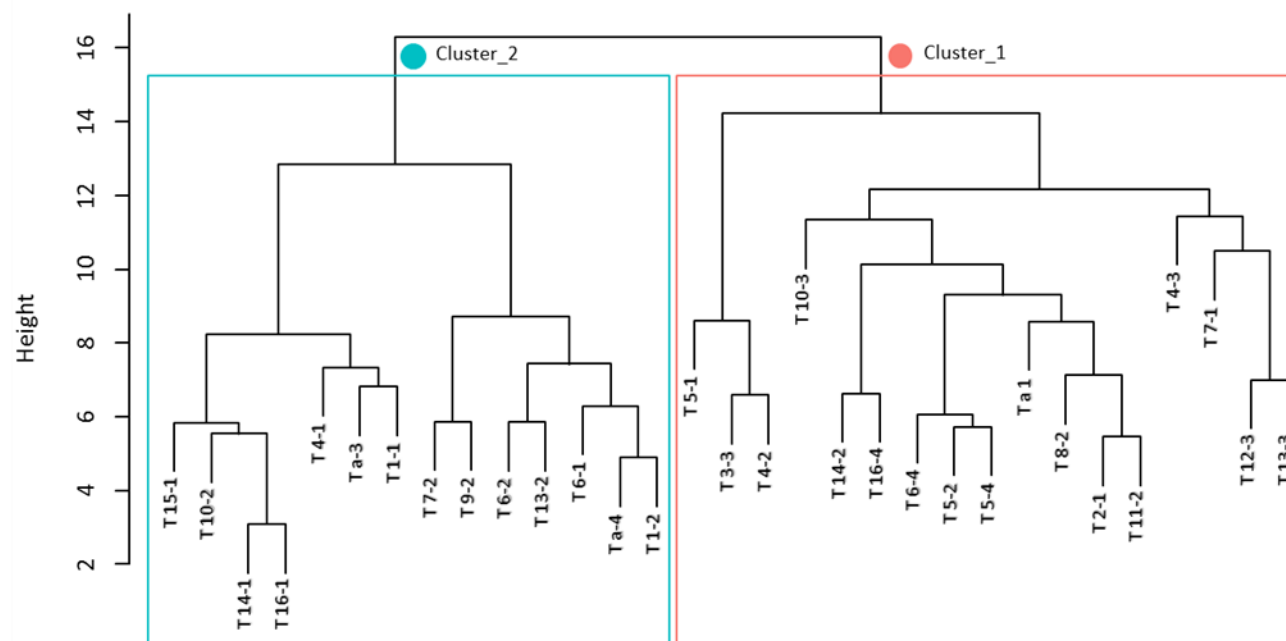 Cluster_2
Cluster_1
Height
16
14
12
10
8
6
4
2
T15-1
T10-2
T14-1
T16-1
T4-1
Ta-3
T1-1
T7-2
T9-2
T6-2
T13-2
T6-1
Ta-4
T1-2
T5-1
T3-3
T4-2
T10-3
T14-2
T16-4
T6-4
T5-2
T5-4
Ta1
T8-2
T2-1
T11-2
T4-3
T7-1
T12-3